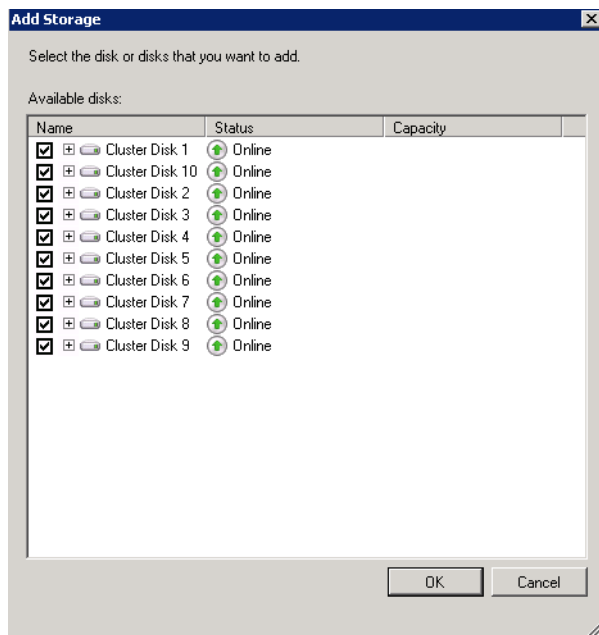 Add Storage
Select the disk or disks that you want to add.
Available disks:
Name Status Capacity
Cluster Disk 1 Online
Cluster Disk 10 Online
Cluster Disk 2 Online
Cluster Disk 3 Online
Cluster Disk 4 Online
Cluster Disk 5 Online
Cluster Disk 6 Online
Cluster Disk 7 Online
Cluster Disk 8 Online
Cluster Disk 9 Online
OK Cancel